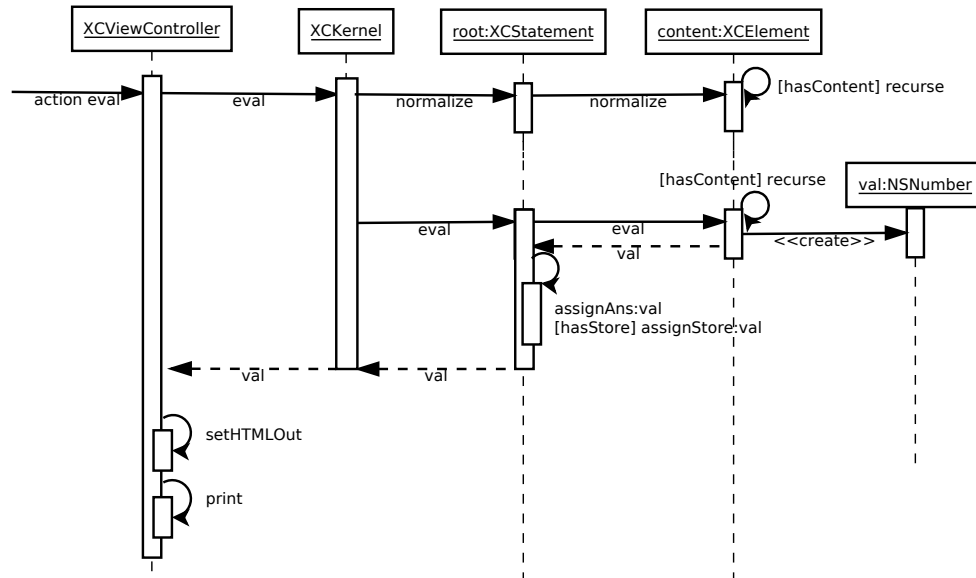 XCViewController
XCKernel
root:XCStatement
content:XCElement
action eval
eval
normalize
normalize
[hasContent] recurse
[hasContent] recurse
val:NSNumber
eval
eval
<<create>>
val
assignAns:val
[hasStore] assignStore:val
val
val
setHTMLOut
print